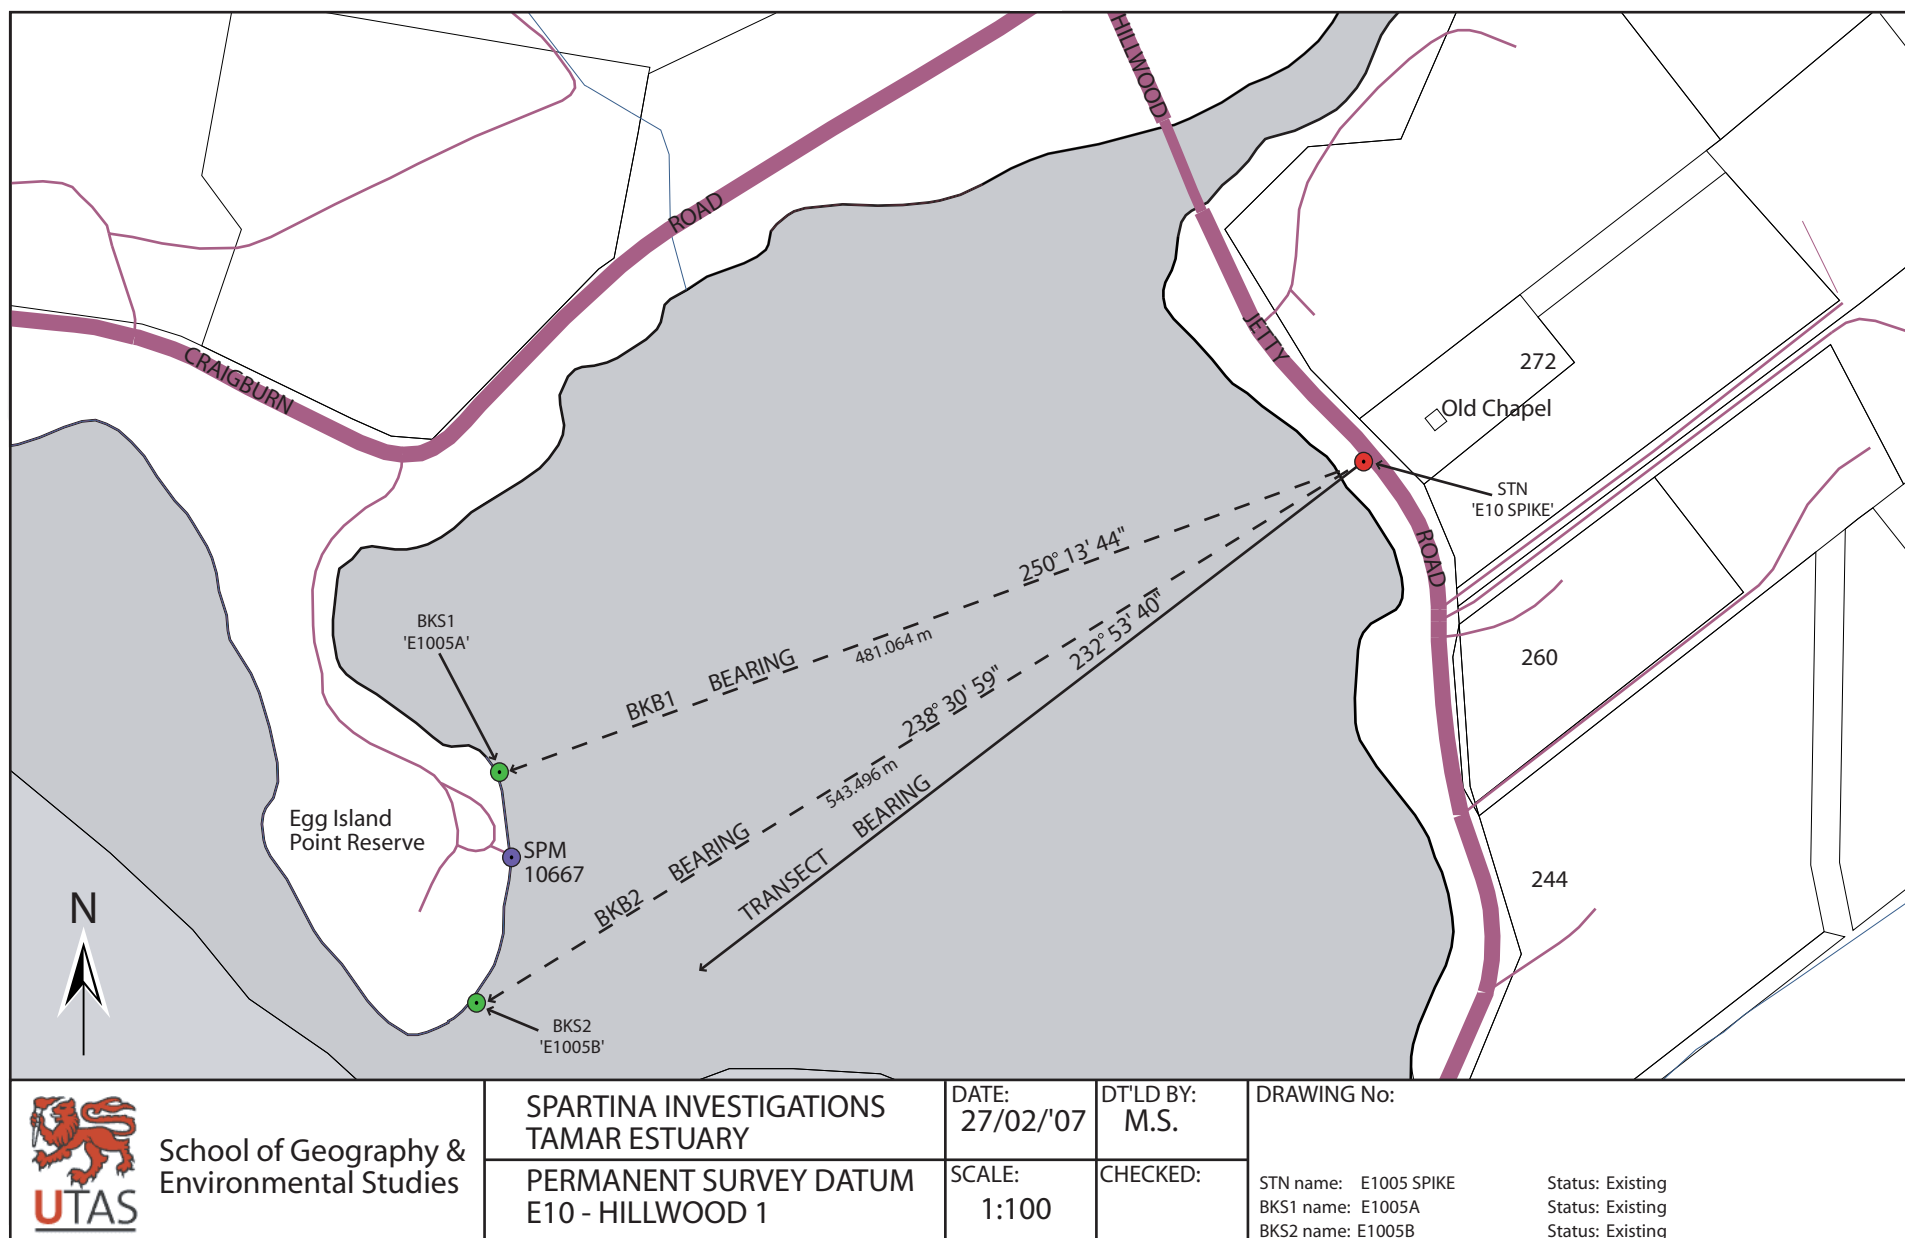 HILLWOOD
ROAD
JETTY
CRAIGBURN
272
Old Chapel
STN
'E10 SPIKE'
250° 13' 44"
ROAD
232° 53' 40"
BKS1
'E1005A'
481.064 m
BKB1 BEARING
260
238° 30' 59"
543.496 m
TRANSECT BEARING
Egg Island
Point Reserve
SPM
10667
BKB2 BEARING
244
N
BKS2
'E1005B'
UTAS
School of Geography &
Environmental Studies
SPARTINA INVESTIGATIONS
TAMAR ESTUARY
PERMANENT SURVEY DATUM
E10 - HILLWOOD 1
DATE:
27/02/'07
DT'LD BY:
M.S.
SCALE:
1:100
CHECKED:
DRAWING No:
STN name: E1005 SPIKE Status: Existing
BKS1 name: E1005A Status: Existing
BKS2 name: E1005B Status: Existing